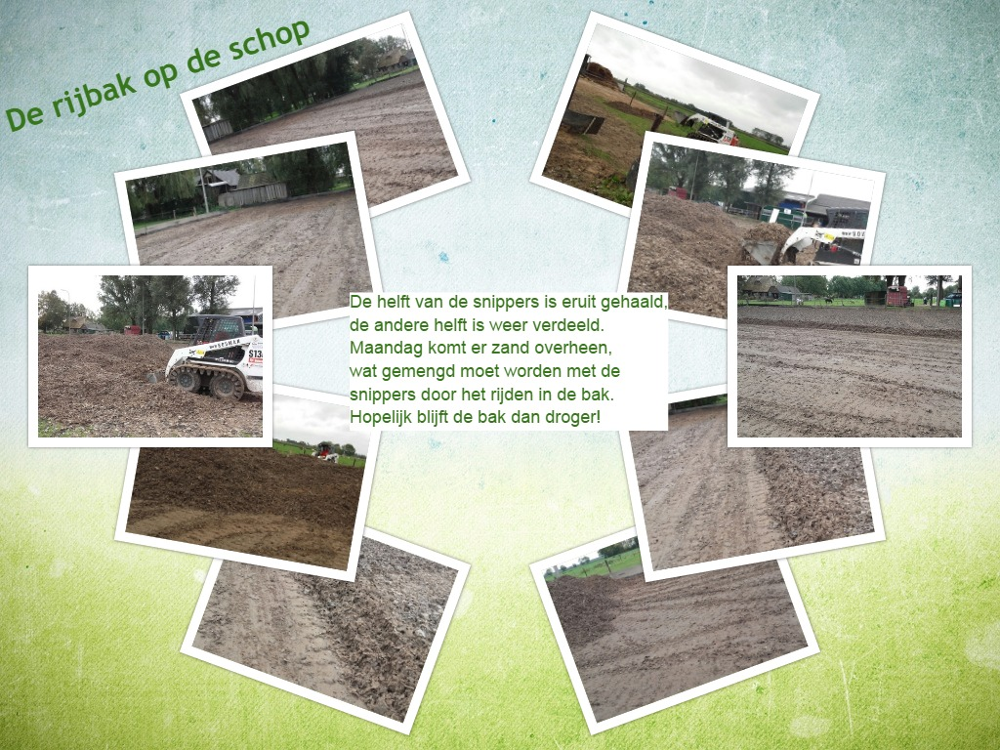 De rijbak op de schop
De helft van de snippers is eruit gehaald,
de andere helft is weer verdeeld.
Maandag komt er zand overheen,
wat gemengd moet worden met de
snippers door het rijden in de bak.
Hopelijk blijft de bak dan droger!